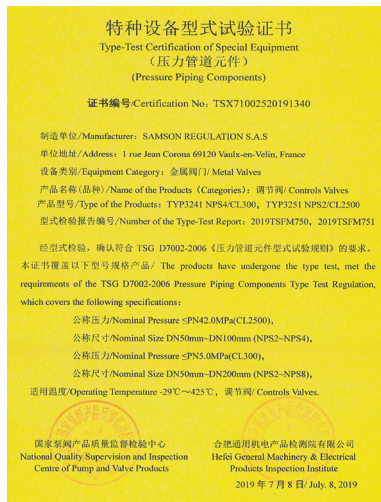 特种设备型式试验证书
Type-Test Certification of Special Equipment
（压力管道元件）
(Pressure Piping Components)
证书编号/Certification No: TSX71002520191340
制造单位/Manufacturer: SAMSON REGULATION S.A.S
单位地址/Address: 1 rue Jean Corona 69120 Vaulx-en-Velin, France
设备类别/Equipment Category: 金属阀门/ Metal Valves
产品名称(品种) /Name of the Products (Categories): 调节阀/ Controls Valves
产品型号/Type of the Products: TYP3241 NPS4/CL300, TYP3251 NPS2/CL2500
型式检验报告编号/Number of the Type-Test Report: 2019TSFM750, 2019TSFM751
经型式检验，确认符合 TSG D7002-2006《压力管道元件型式试验规则》的要求。
本证书覆盖以下型号规格产品/ The products have undergone the type test, met the
requirements of the TSG D7002-2006 Pressure Piping Components Type Test Regulation,
which covers the following specifications:
公称压力/Nominal Pressure ≤PN42.0MPa(CL2500),
公称尺寸/Nominal Size DN50mm~DN100mm (NPS2~NPS4),
公称压力/Nominal Pressure ≤PN5.0MPa(CL300),
公称尺寸/Nominal Size DN50mm~DN200mm (NPS2~NPS8),
适用温度/Operating Temperature -29℃～425℃, 调节阀/ Controls Valves.
国家泵阀产品质量监督检验中心
National Quality Supervision and Inspection
Centre of Pump and Valve Products
合肥通用机电产品检测院有限公司
Hefei General Machinery & Electrical
Products Inspection Institute
2019 年 7 月 8 日/ July. 8, 2019